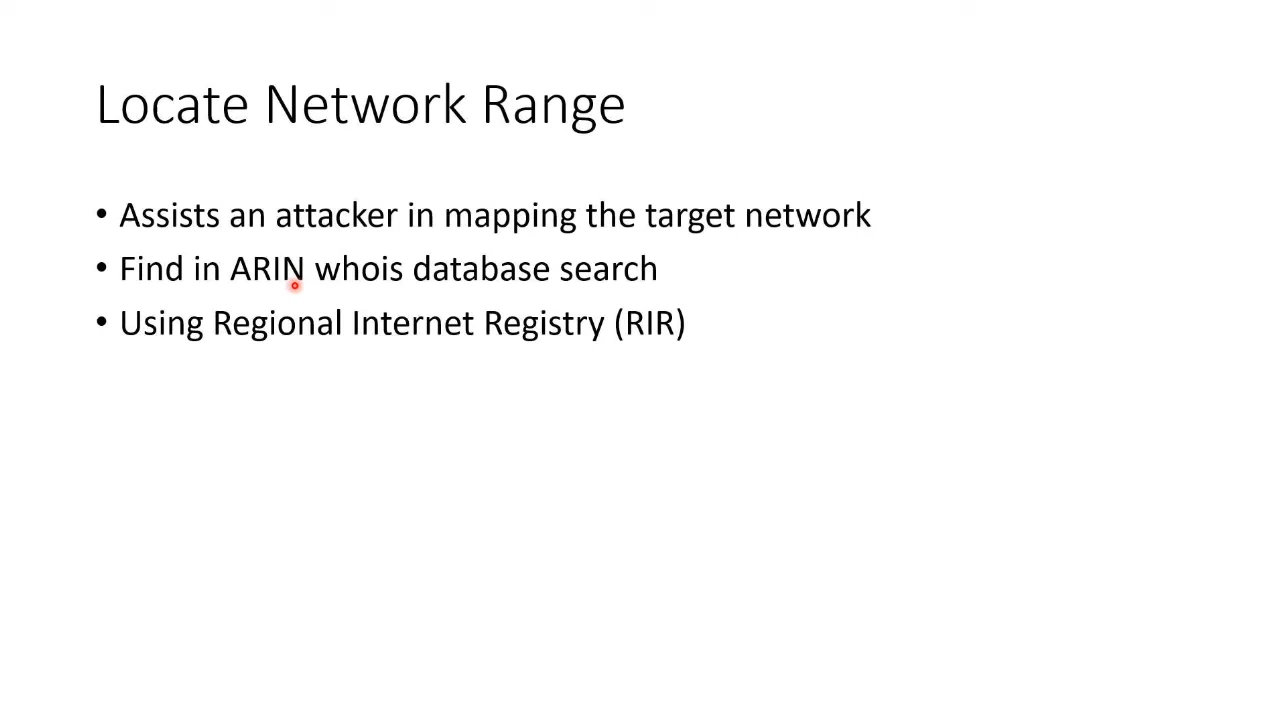 Locate Network Range
• Assists an attacker in mapping the target network
• Find in ARIN whois database search
• Using Regional Internet Registry (RIR)